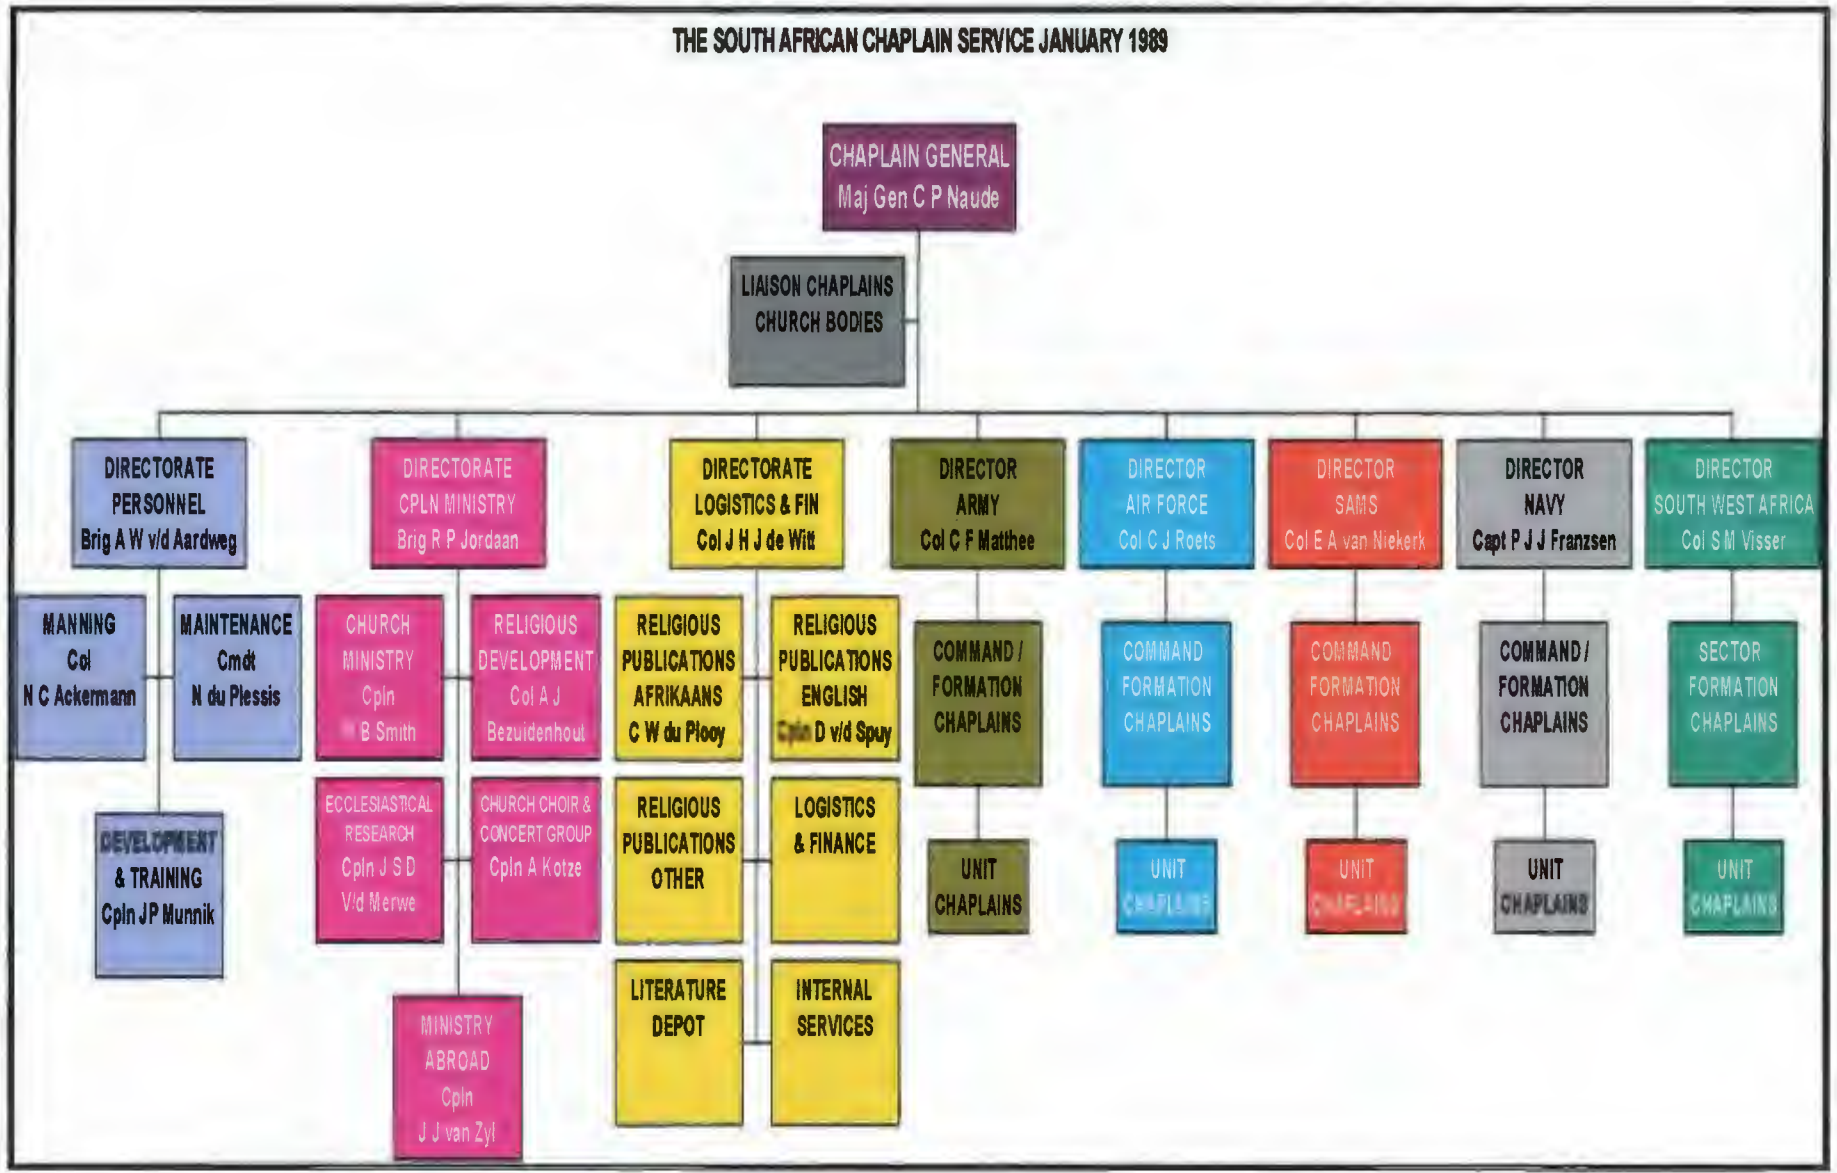 THE SOUTH AFRICAN CHAPLAIN SERVICE JANUARY 1989
CHAPLAIN GENERAL
Maj Gen C P Naude
LIAISON CHAPLAINS
CHURCH BODIES
DIRECTORATE
PERSONNEL
Brig A W v/d Aardweg
DIRECTORATE
CPLN MINISTRY
Brig R P Jordaan
DIRECTORATE
LOGISTICS & FIN
Col J H J de Witt
DIRECTOR
ARMY
Col C F Matthee
DIRECTOR
AIR FORCE
Col C J Roets
DIRECTOR
SAMS
Col E A van Niekerk
DIRECTOR
NAVY
Capt P J J Franzsen
DIRECTOR
SOUTH WEST AFRICA
Col S M Visser
MANNING
Col
N C Ackermann
MAINTENANCE
Cmdt
N du Plessis
DEVELOPMENT
& TRAINING
Cpln JP Munnik
CHURCH
MINISTRY
Cpln
B Smith
RELIGIOUS
DEVELOPMENT
Col A J
Bezuidenhout
ECCLESIASTICAL
RESEARCH
Cpln J S D
V/d Merwe
CHURCH CHOIR &
CONCERT GROUP
Cpln A Kotze
MINISTRY
ABROAD
Cpln
J J van Zyl
RELIGIOUS
PUBLICATIONS
AFRIKAANS
C W du Plooy
RELIGIOUS
PUBLICATIONS
ENGLISH
Cpln D v/d Spuy
RELIGIOUS
PUBLICATIONS
OTHER
LOGISTICS
& FINANCE
LITERATURE
DEPOT
INTERNAL
SERVICES
COMMAND /
FORMATION
CHAPLAINS
UNIT
CHAPLAINS
COMMAND
FORMATION
CHAPLAINS
UNIT
CHAPLAINS
COMMAND
FORMATION
CHAPLAINS
UNIT
CHAPLAINS
COMMAND /
FORMATION
CHAPLAINS
UNIT
CHAPLAINS
SECTOR
FORMATION
CHAPLAINS
UNIT
CHAPLAINS